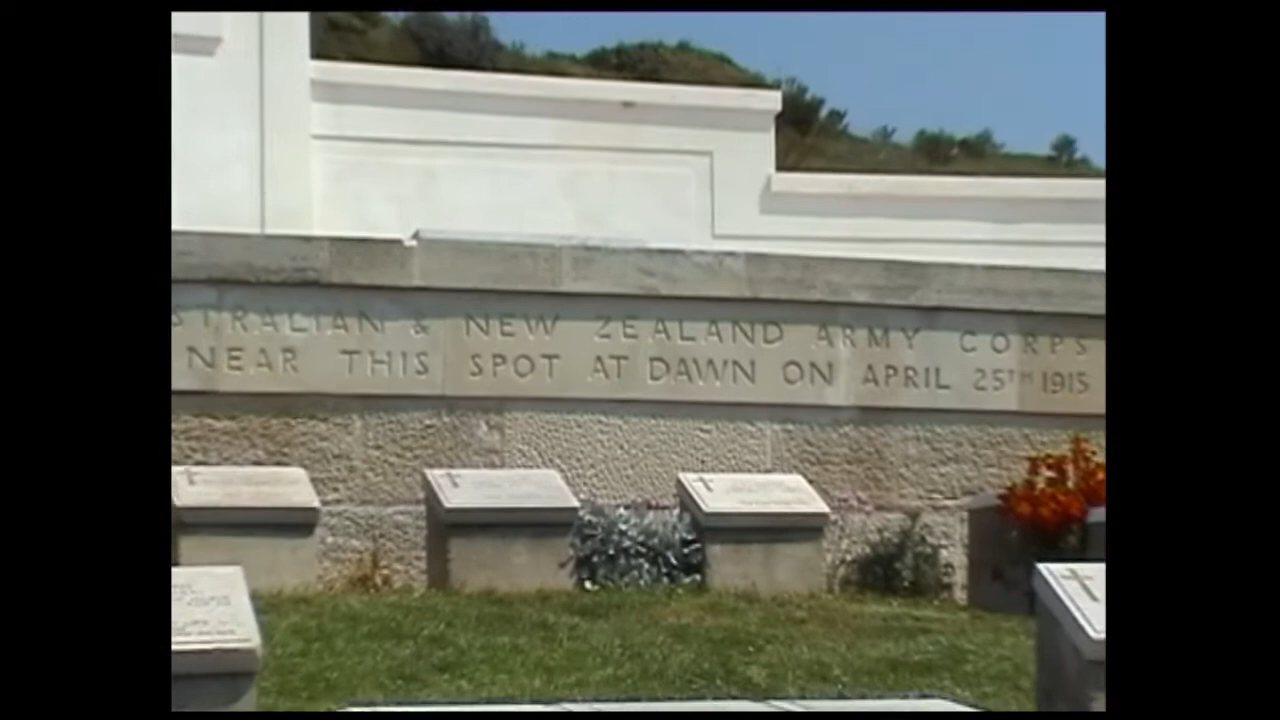 STRALIAN & NEW ZEALAND ARMY CORPS
NEAR THIS SPOT AT DAWN ON APRIL 25TH 1915